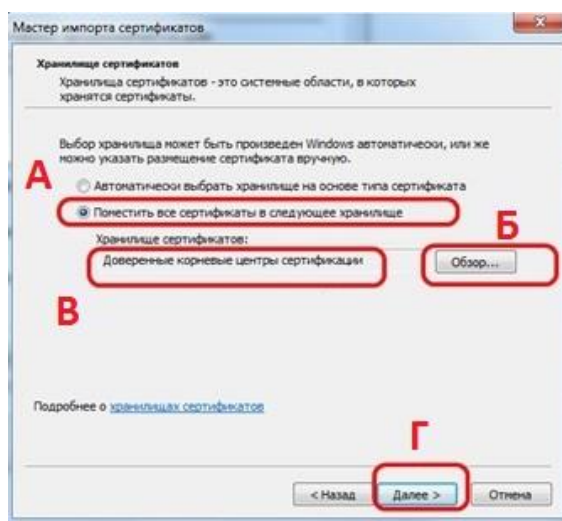 Мастер импорта сертификатов
Хранилище сертификатов
Хранилища сертификатов - это системные области, в которых
хранятся сертификаты.
Выбор хранилища может быть произведен Windows автоматически, или же
можно указать размещение сертификата вручную.
А
Автоматически выбрать хранилище на основе типа сертификата
Поместить все сертификаты в следующее хранилище
Б
Хранилище сертификатов:
Доверенные корневые центры сертификации
Обзор...
В
Подробнее о хранилищах сертификатов
Г
< Назад
Далее >
Отмена